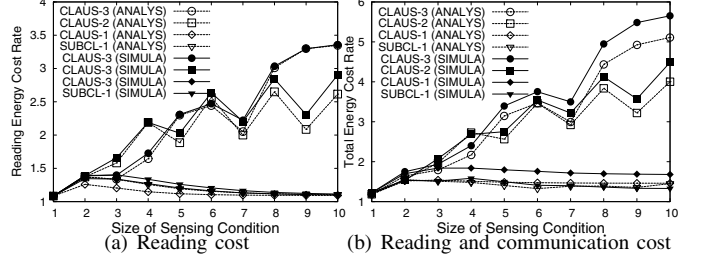 4
3.5
3
2.5
2
1.5
1
Reading Energy Cost Rate
CLAUS-3 (ANALYS)
CLAUS-2 (ANALYS)
CLAUS-1 (ANALYS)
SUBCL-1 (ANALYS)
CLAUS-3 (SIMULA)
CLAUS-2 (SIMULA)
CLAUS-3 (SIMULA)
SUBCL-1 (SIMULA)
1 2 3 4 5 6 7 8 9 10
Size of Sensing Condition
(a) Reading cost
6
5
4
3
2
1
Total Energy Cost Rate
CLAUS-3 (ANALYS)
CLAUS-2 (ANALYS)
CLAUS-1 (ANALYS)
SUBCL-1 (ANALYS)
CLAUS-3 (SIMULA)
CLAUS-2 (SIMULA)
CLAUS-1 (SIMULA)
SUBCL-1 (SIMULA)
1 2 3 4 5 6 7 8 9 10
Size of Sensing Condition
(b) Reading and communication cost